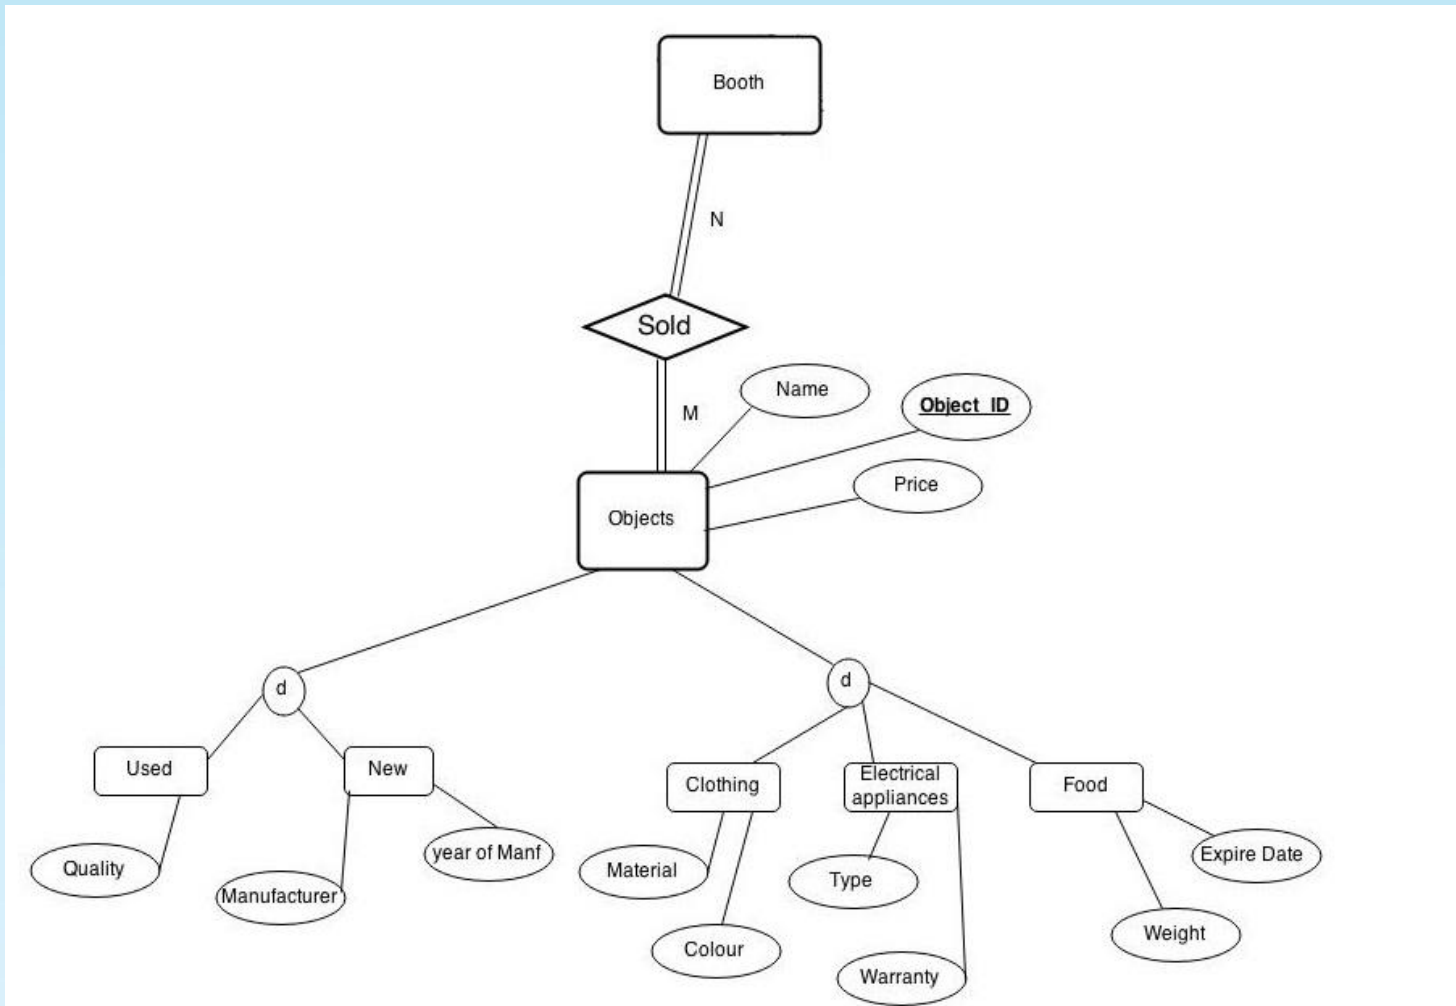 Booth
N
Sold
M
Name
Object_ID
Price
Objects
d
d
Used
New
Clothing
Electrical
appliances
Food
Quality
Manufacturer
year of Manf
Material
Colour
Type
Warranty
Expire Date
Weight